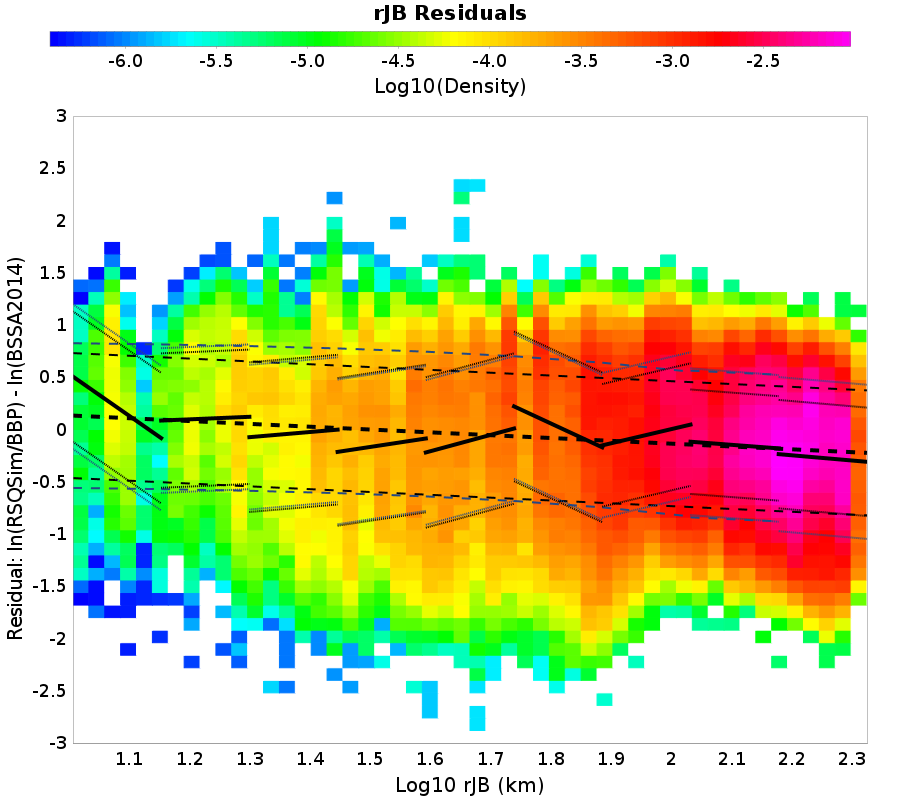 rJB Residuals
-6.0 -5.5 -5.0 -4.5 -4.0 -3.5 -3.0 -2.5
Log10(Density)
3
2.5
2
1.5
1
0.5
0
-0.5
-1
-1.5
-2
-2.5
-3
Residual: ln(RSQSim/BBP) - ln(BSSA2014)
1.1 1.2 1.3 1.4 1.5 1.6 1.7 1.8 1.9 2 2.1 2.2 2.3
Log10 rJB (km)